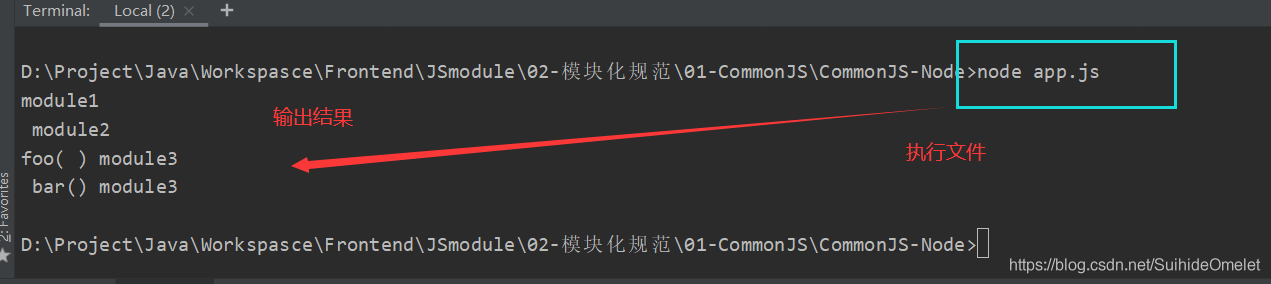 Terminal: Local (2) × +
D:\Project\Java\Workspasce\Frontend\JSmodule\02-模块化规范\01-CommonJS\CommonJS-Node>node app.js
module1
输出结果
module2
执行文件
foo( ) module3
bar() module3
2: Favorites
D:\Project\Java\Workspasce\Frontend\JSmodule\02-模块化规范\01-CommonJS\CommonJS-Node>
https://blog.csdn.net/SuihideOmelet